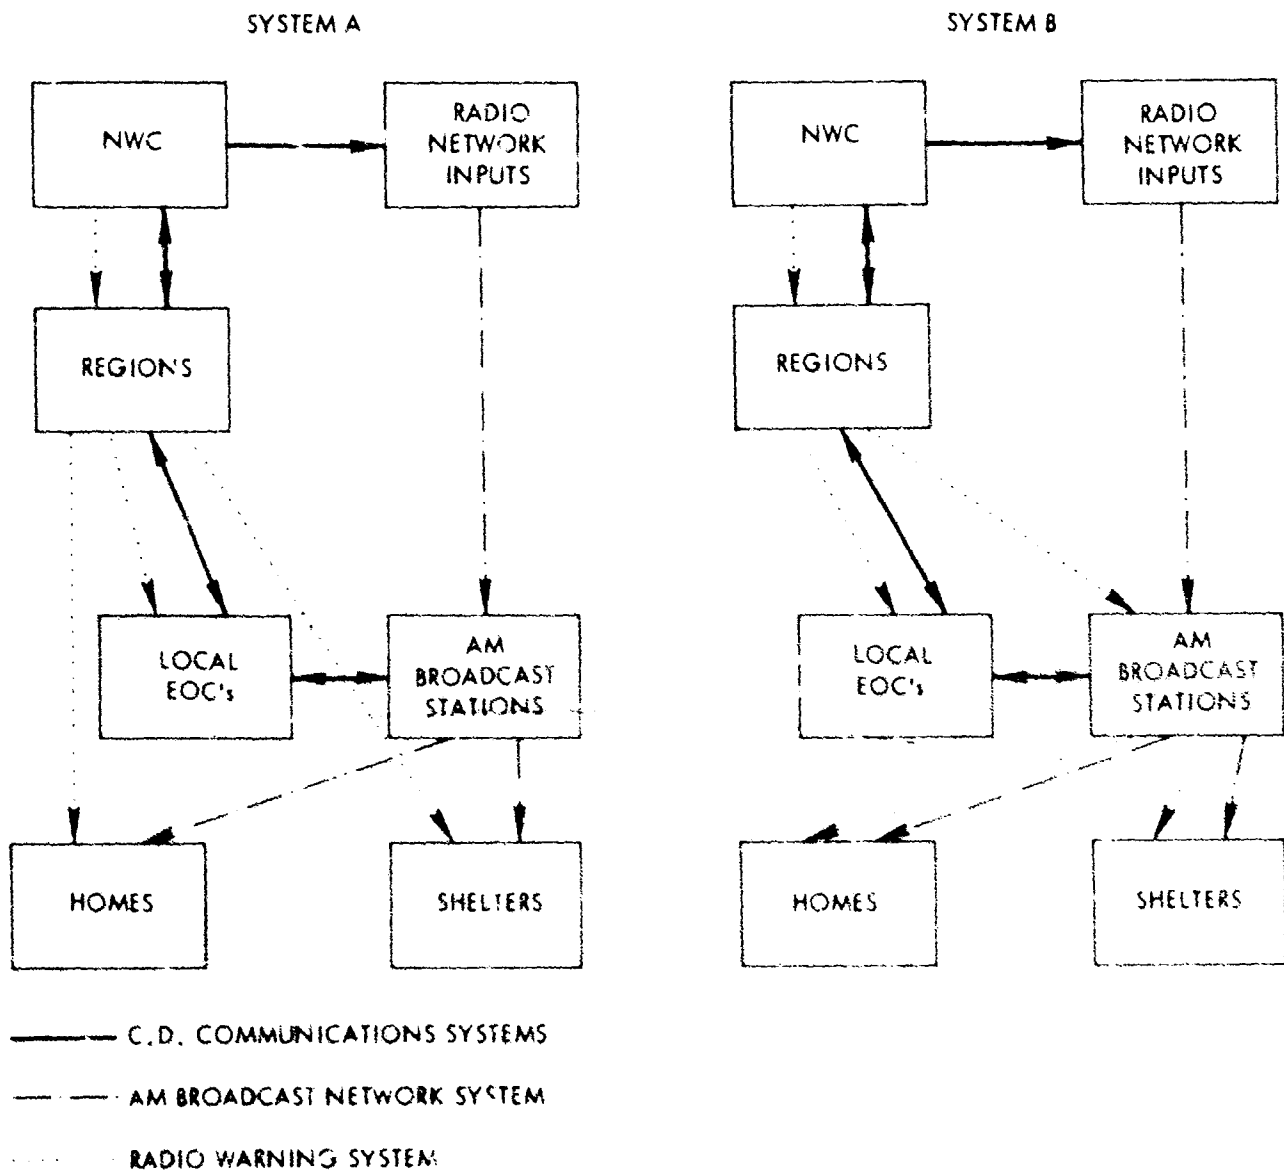 SYSTEM A
SYSTEM B
NWC
RADIO
NETWORK
INPUTS
NWC
RADIO
NETWORK
INPUTS
REGIONS
REGIONS
LOCAL
EOC's
AM
BROADCAST
STATIONS
LOCAL
EOC's
AM
BROADCAST
STATIONS
HOMES
SHELTERS
HOMES
SHELTERS
C.D. COMMUNICATIONS SYSTEMS
AM BROADCAST NETWORK SYSTEM
RADIO WARNING SYSTEM